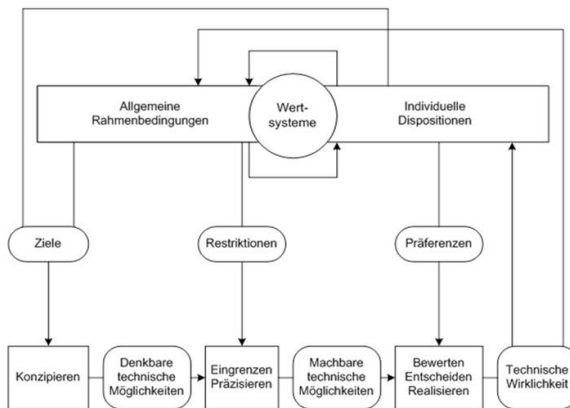 Allgemeine
Rahmenbedingungen
Wert-
systeme
Individuelle
Dispositionen
Ziele
Restriktionen
Präferenzen
Konzipieren
Denkbare
technische
Möglichkeiten
Eingrenzen
Präzisieren
Machbare
technische
Möglichkeiten
Bewerten
Entscheiden
Realisieren
Technische
Wirklichkeit